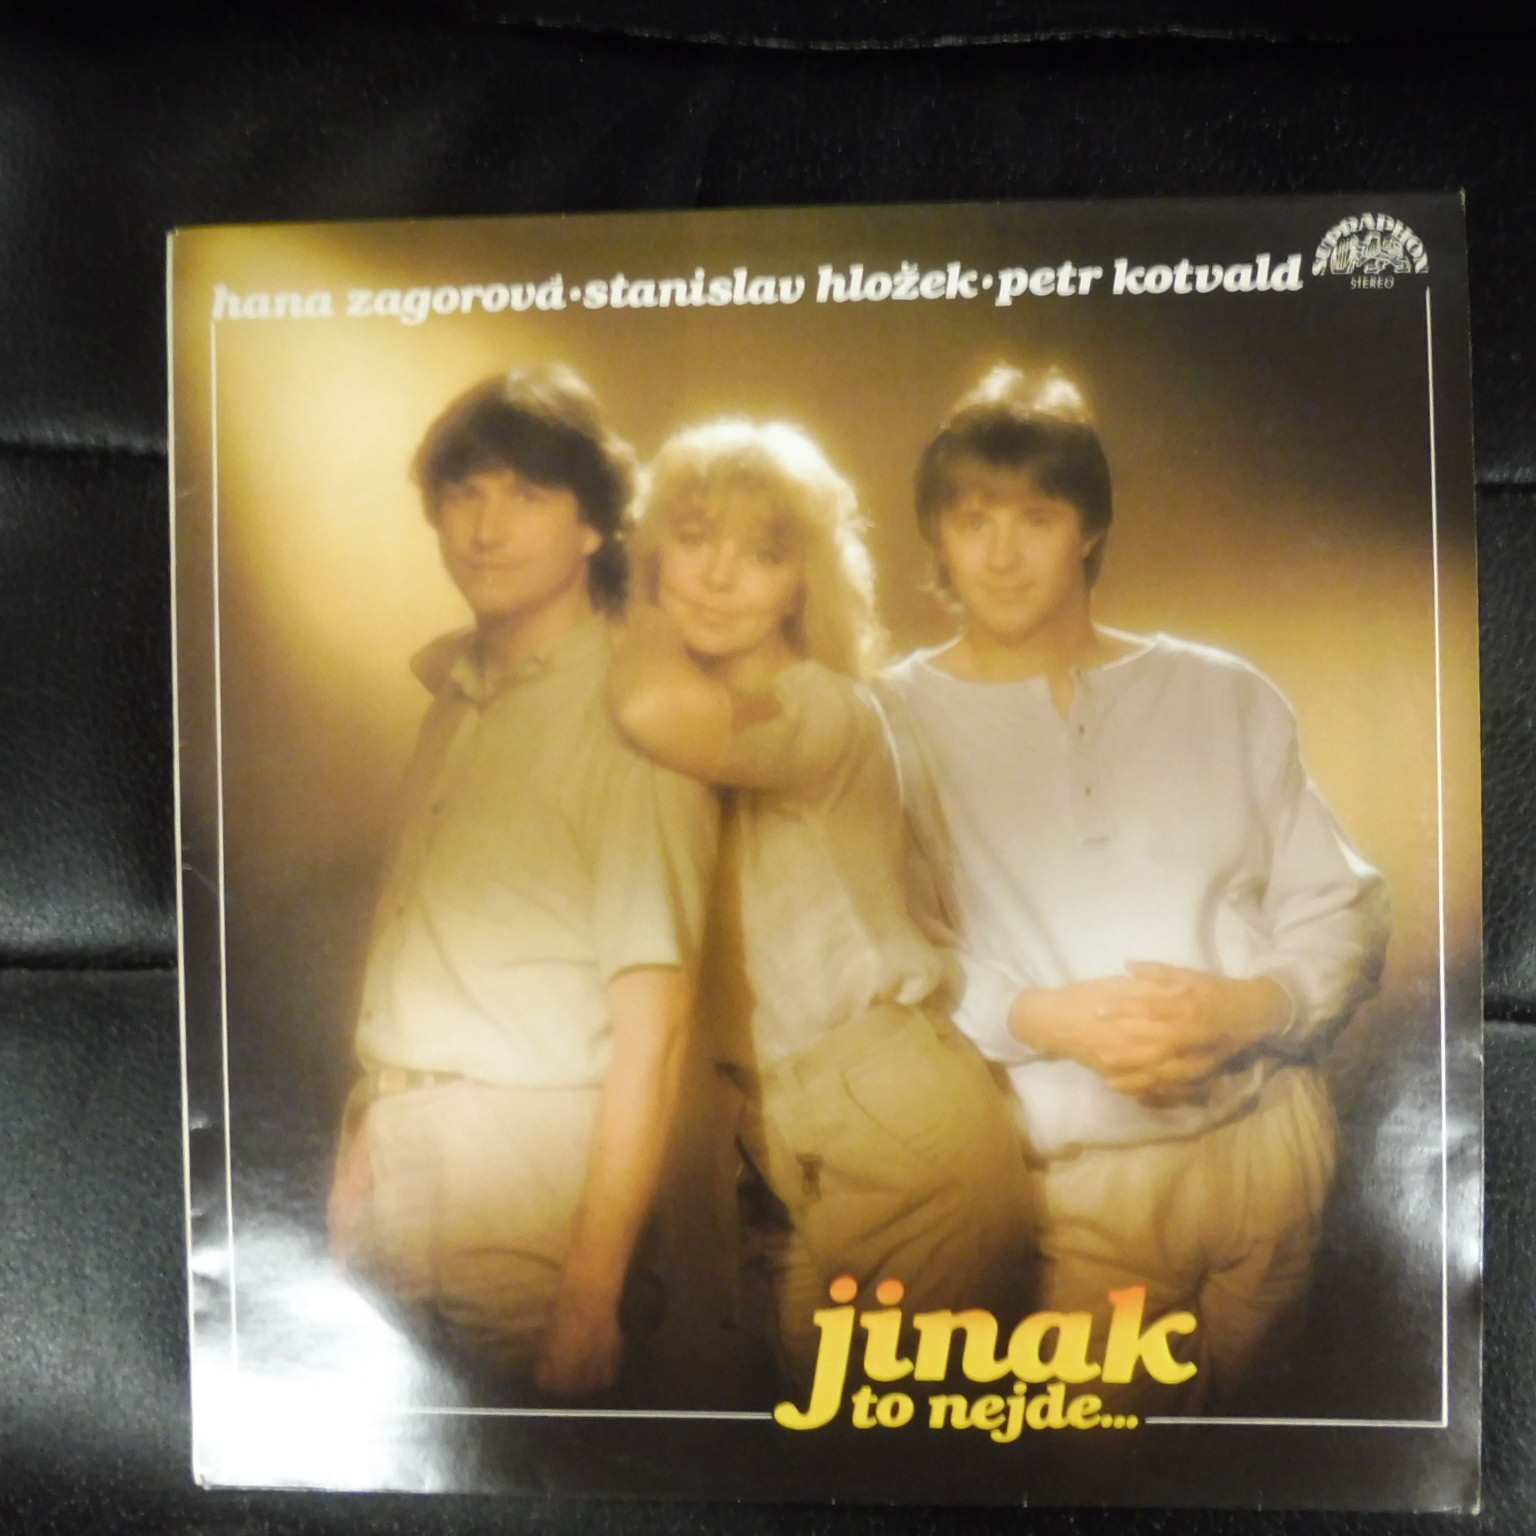 hana zagorová·stanislav hložek·petr kotvald
SUPRAPHON
STEREO
jinak
to nejde...